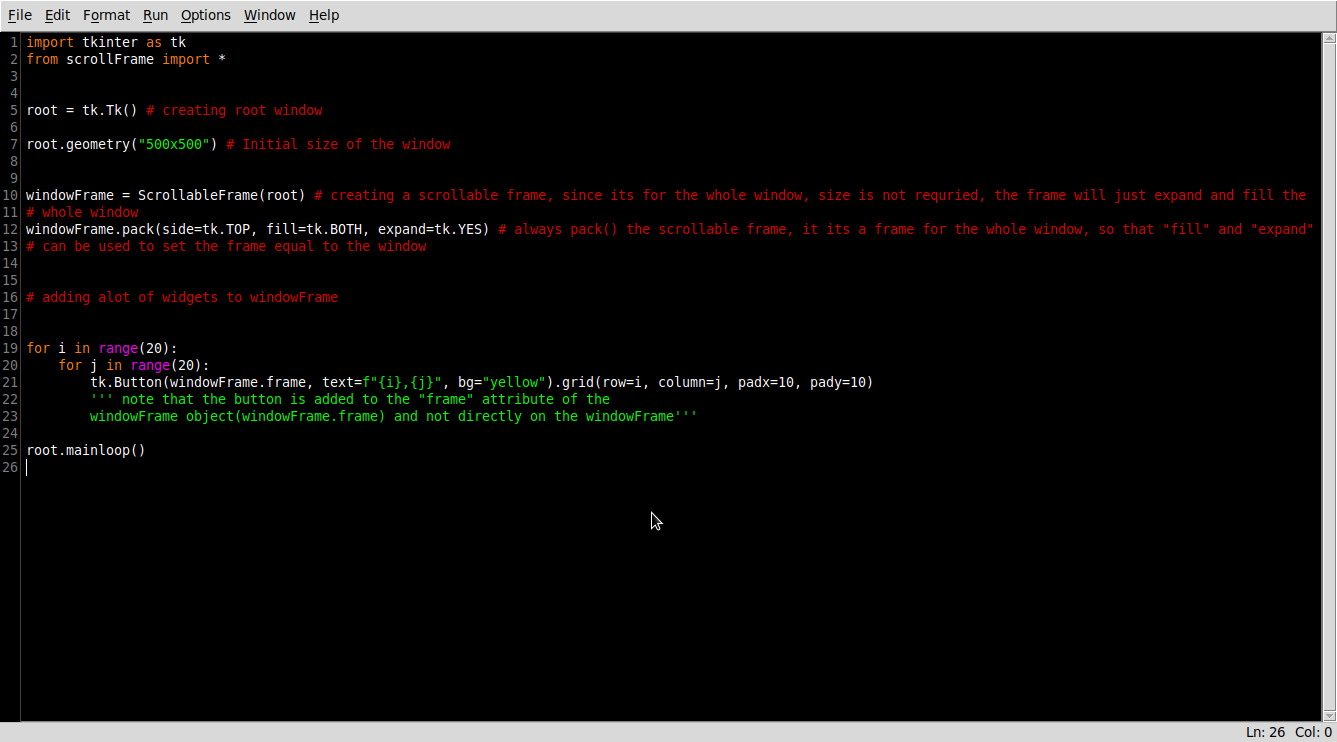 File Edit Format Run Options Window Help
1 import tkinter as tk
2 from scrollFrame import *
3
4
5 root = tk.Tk() # creating root window
6
7 root.geometry("500x500") # Initial size of the window
8
9
10 windowFrame = ScrollableFrame(root) # creating a scrollable frame, since its for the whole window, size is not requried, the frame will just expand and fill the
11 # whole window
12 windowFrame.pack(side=tk.TOP, fill=tk.BOTH, expand=tk.YES) # always pack() the scrollable frame, it its a frame for the whole window, so that "fill" and "expand"
13 # can be used to set the frame equal to the window
14
15
16 # adding alot of widgets to windowFrame
17
18
19 for i in range(20):
20     for j in range(20):
21         tk.Button(windowFrame.frame, text=f"{i},{j}", bg="yellow").grid(row=i, column=j, padx=10, pady=10)
22         ''' note that the button is added to the "frame" attribute of the
23         windowFrame object(windowFrame.frame) and not directly on the windowFrame'''
24
25 root.mainloop()
26
Ln: 26 Col: 0